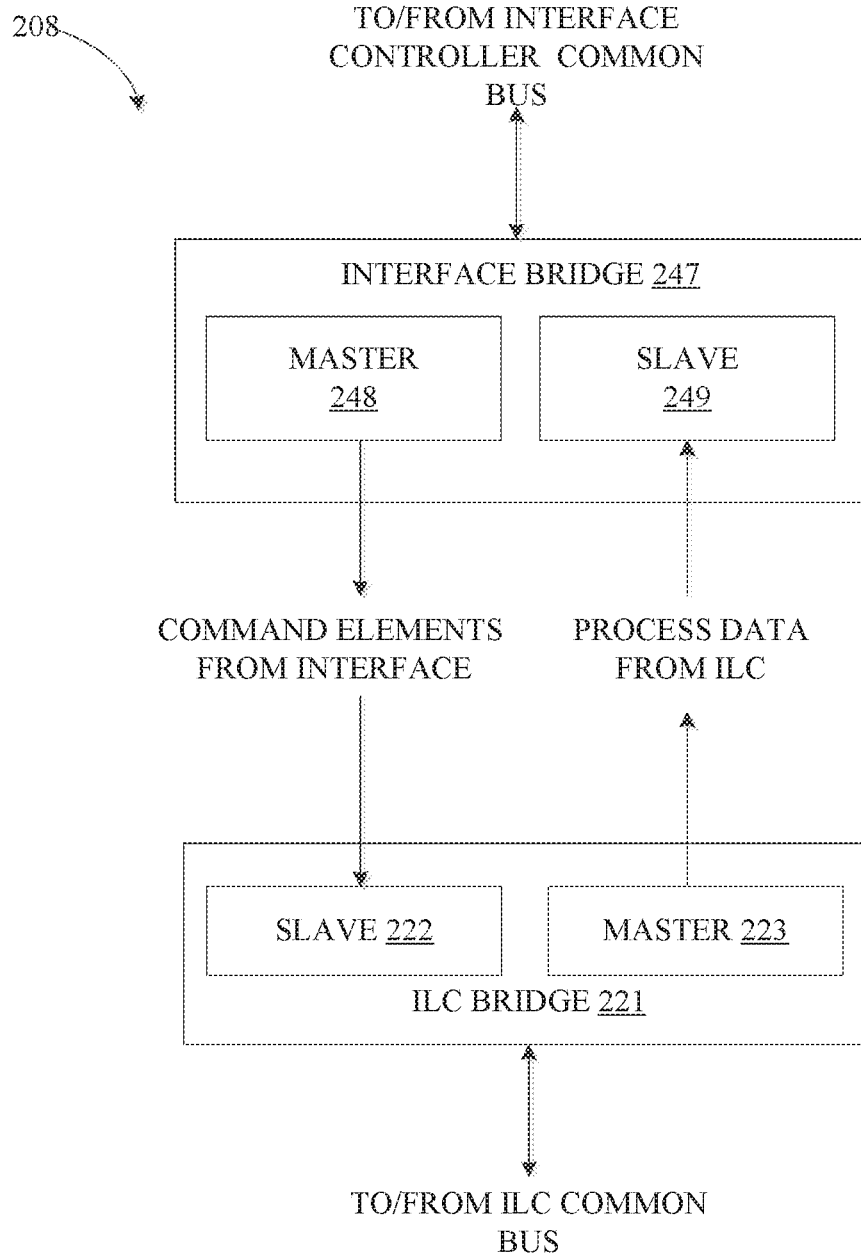 208
TO/FROM INTERFACE
CONTROLLER COMMON
BUS
INTERFACE BRIDGE 247
MASTER
248
SLAVE
249
COMMAND ELEMENTS
FROM INTERFACE
PROCESS DATA
FROM ILC
SLAVE 222
MASTER 223
ILC BRIDGE 221
TO/FROM ILC COMMON
BUS